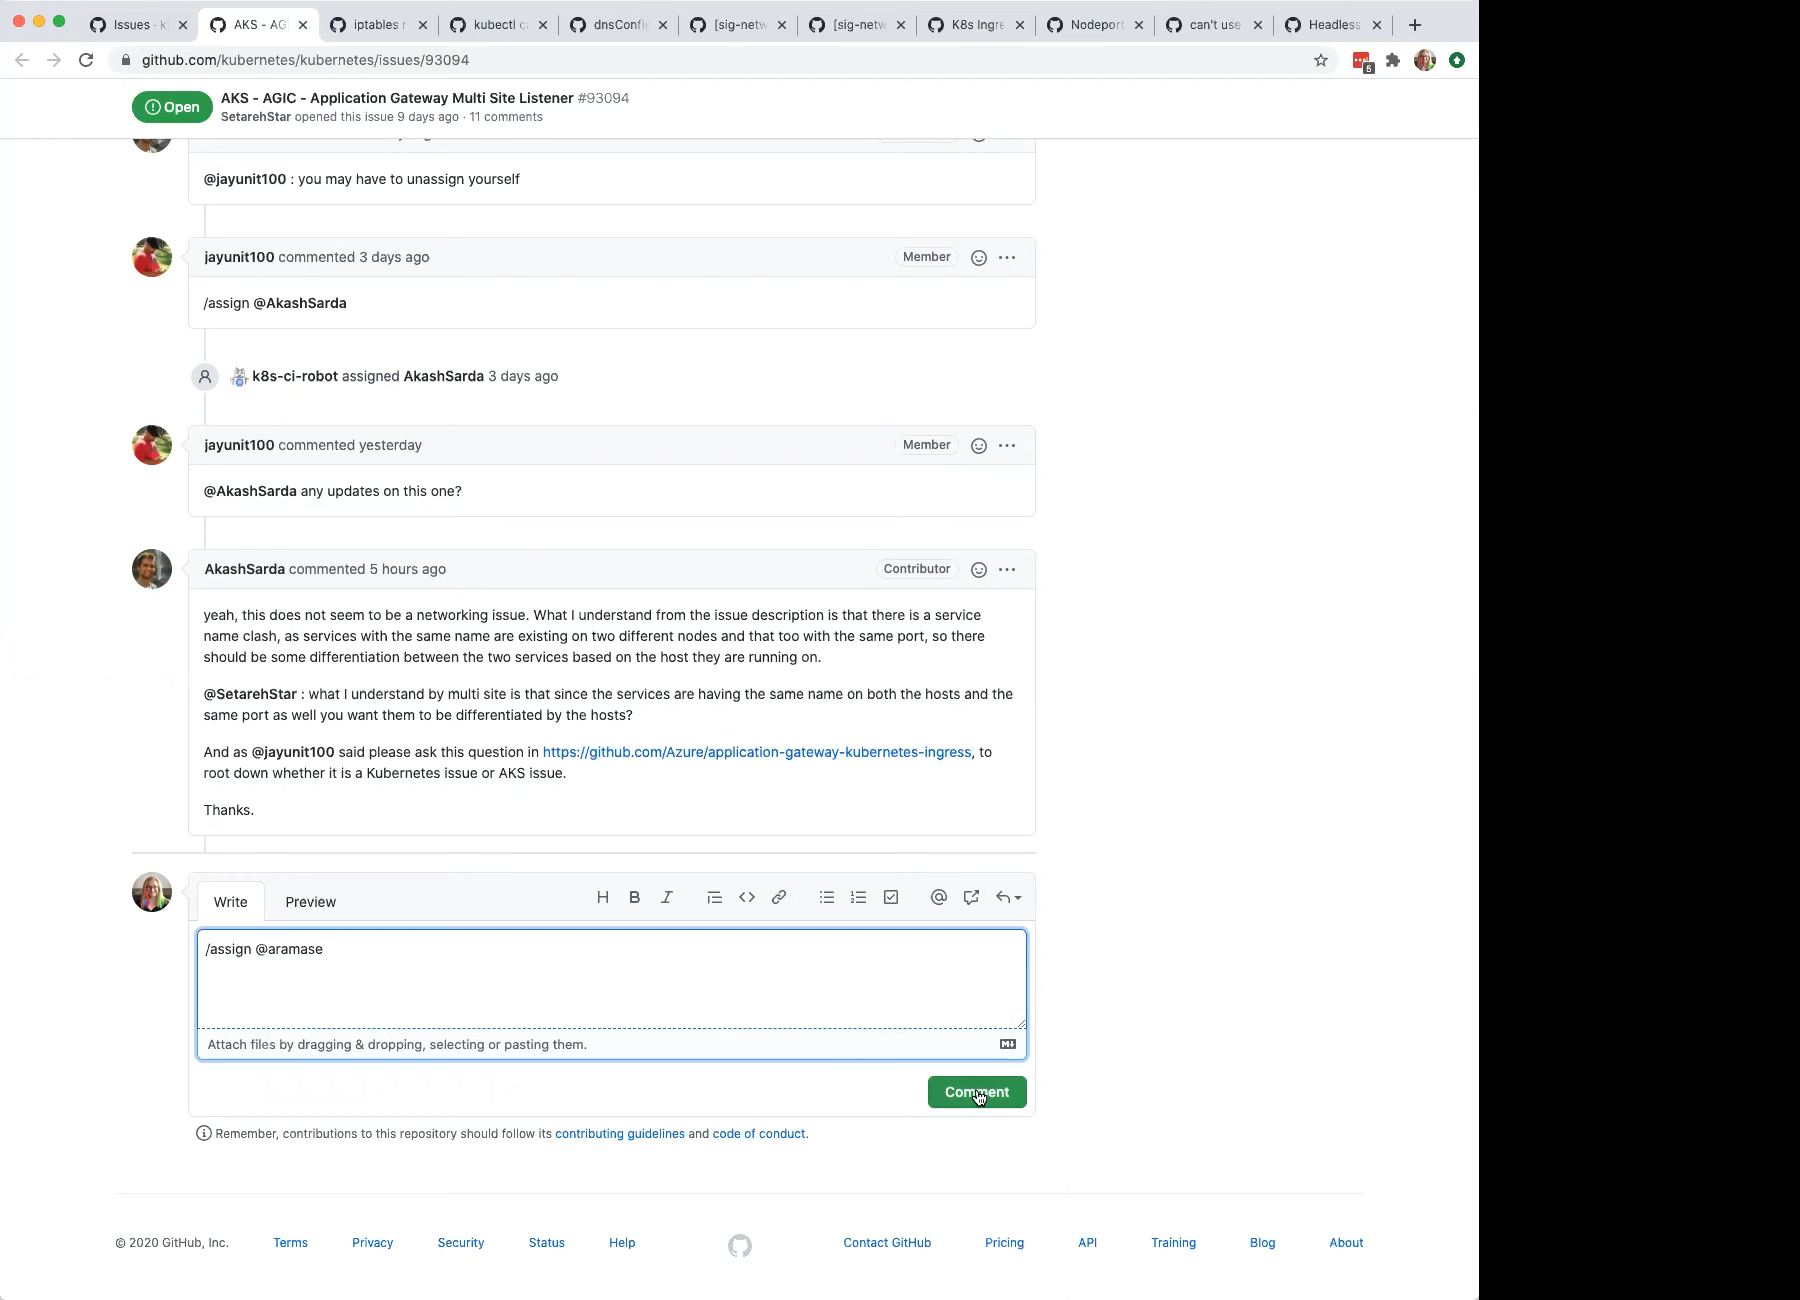 Issues · k
AKS - AG
iptables r
kubectl c
dnsConfi
[sig-netw
[sig-netw
K8s Ingre
Nodeport
can't use
Headless
github.com/kubernetes/kubernetes/issues/93094
5
Open
AKS - AGIC - Application Gateway Multi Site Listener #93094
SetarehStar opened this issue 9 days ago · 11 comments
@jayunit100 : you may have to unassign yourself
jayunit100 commented 3 days ago
Member
/assign @AkashSarda
k8s-ci-robot assigned AkashSarda 3 days ago
jayunit100 commented yesterday
Member
@AkashSarda any updates on this one?
AkashSarda commented 5 hours ago
Contributor
yeah, this does not seem to be a networking issue. What I understand from the issue description is that there is a service
name clash, as services with the same name are existing on two different nodes and that too with the same port, so there
should be some differentiation between the two services based on the host they are running on.
@SetarehStar : what I understand by multi site is that since the services are having the same name on both the hosts and the
same port as well you want them to be differentiated by the hosts?
And as @jayunit100 said please ask this question in https://github.com/Azure/application-gateway-kubernetes-ingress, to
root down whether it is a Kubernetes issue or AKS issue.
Thanks.
Write
Preview
/assign @aramase
Attach files by dragging & dropping, selecting or pasting them.
Comment
Remember, contributions to this repository should follow its contributing guidelines and code of conduct.
© 2020 GitHub, Inc.
Terms
Privacy
Security
Status
Help
Contact GitHub
Pricing
API
Training
Blog
About